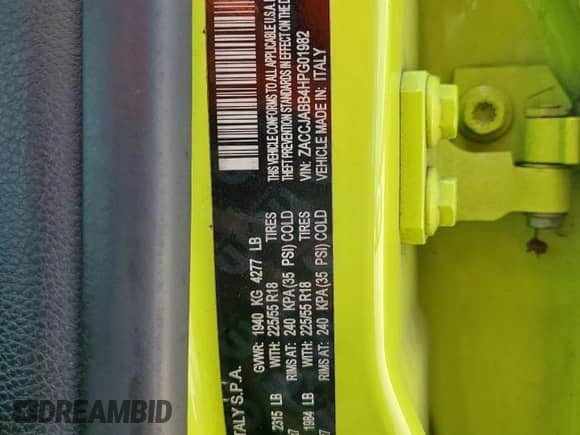 ITALY S.P.A.
GVWR: 1940 KG 4277 LB
2315 LB WITH: 225/55 R18 TIRES
RIMS AT: 240 KPA(35 PSI) COLD
1984 LB WITH: 225/55 R18 TIRES
RIMS AT: 240 KPA(35 PSI) COLD
THIS VEHICLE CONFORMS TO ALL APPLICABLE U.S.A.
THEFT PREVENTION STANDARDS IN EFFECT ON THE D
VIN: ZACCJABB4HPG01982
VEHICLE MADE IN: ITALY
DREAMBID